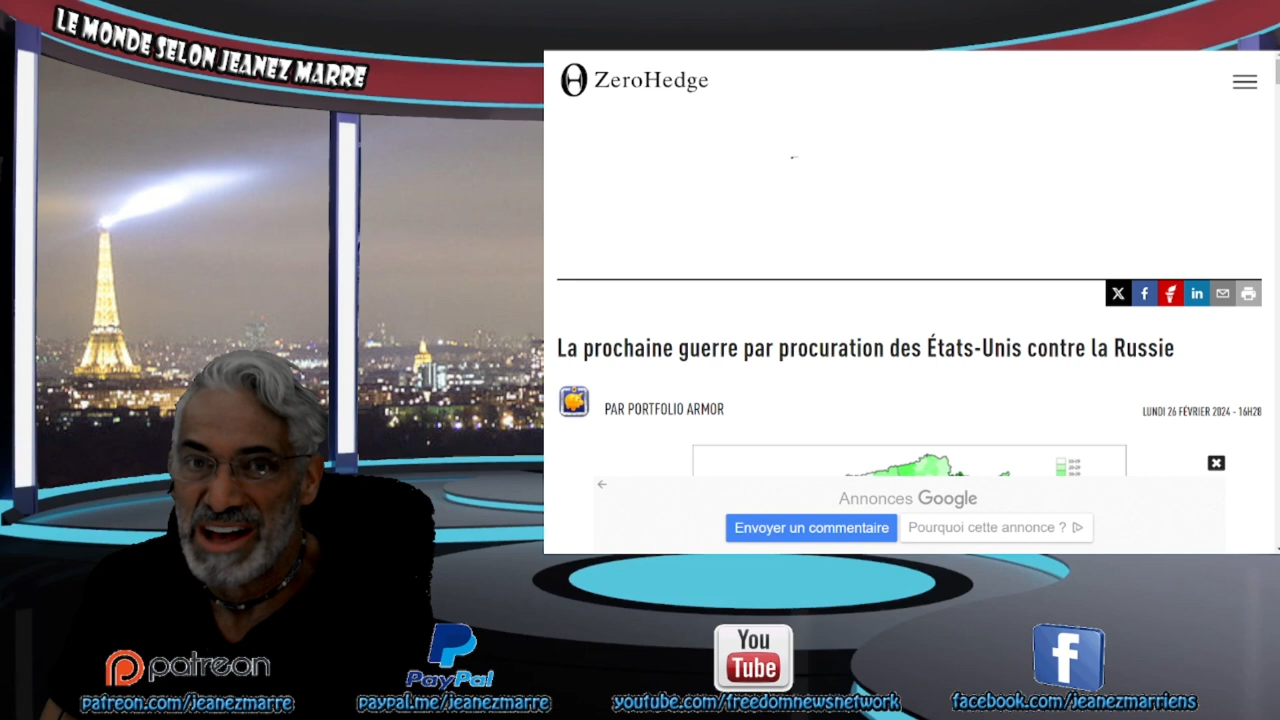 LE MONDE SELON JEANEZ MARRE
ZeroHedge
La prochaine guerre par procuration des États-Unis contre la Russie
PAR PORTFOLIO ARMOR
LUNDI 26 FÉVRIER 2024 - 16H28
Annonces Google
Envoyer un commentaire
Pourquoi cette annonce ?
patreon
patreon.com/jeanezmarre
PayPal
paypal.me/jeanezmarre
You
Tube
youtube.com/freedomnewsnetwork
facebook.com/jeanezmarriens